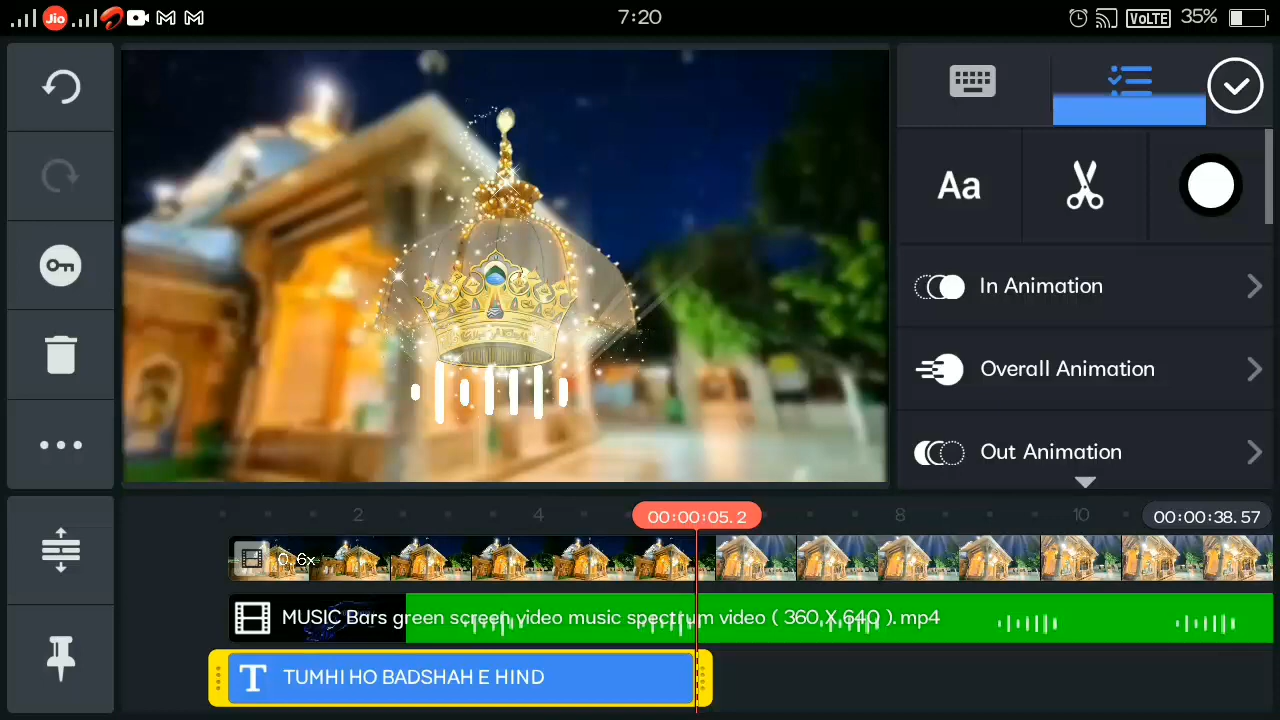 Jio
7:20
VoLTE
35%
Aa
In Animation
Overall Animation
Out Animation
2
4
00:00:05.2
8
10
00:00:38.57
0.6x
MUSIC Bars green screen video music spectrum video ( 360 X 640 ).mp4
T TUMHI HO BADSHAH E HIND